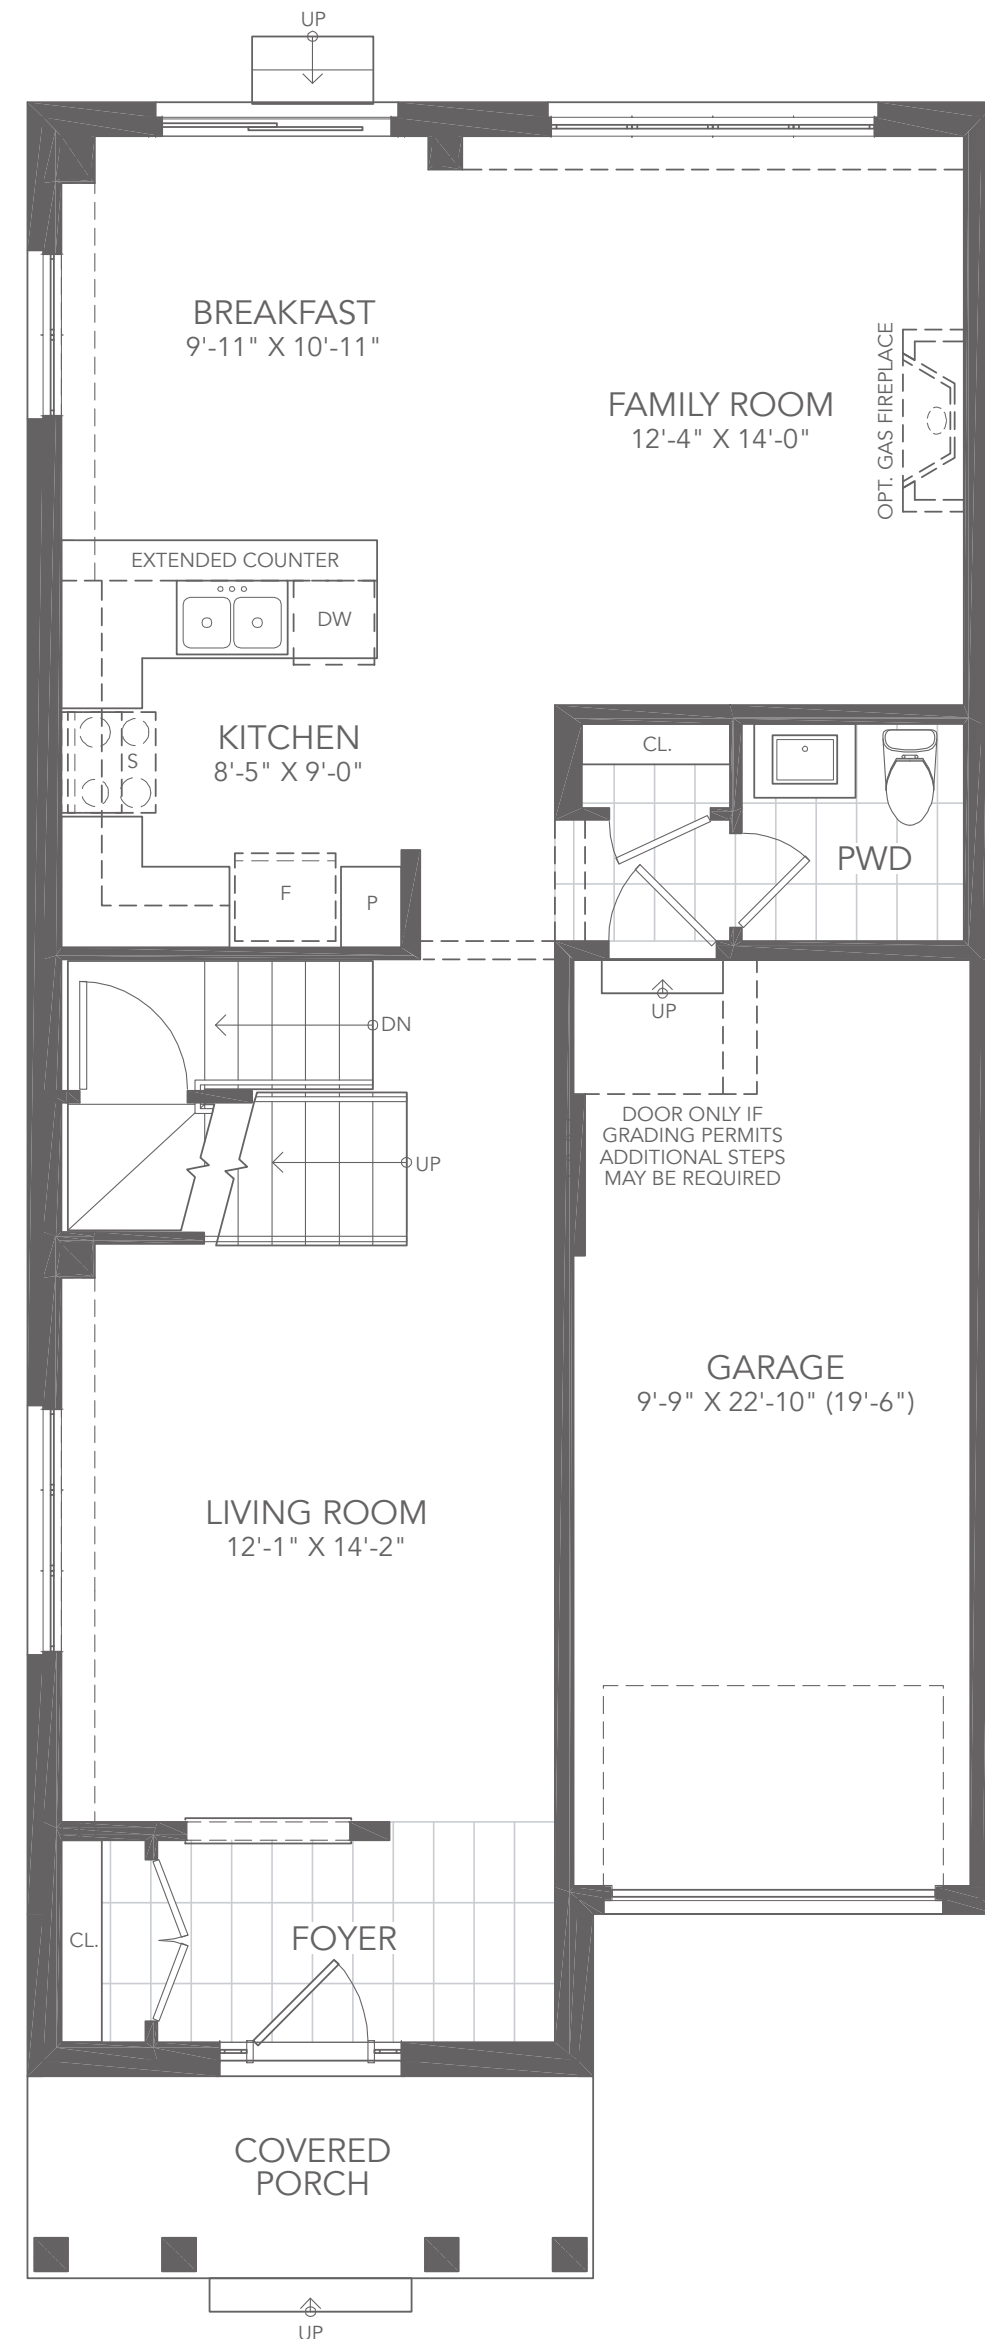 UP
BREAKFAST
9'-11" X 10'-11"
FAMILY ROOM
12'-4" X 14'-0"
OPT. GAS FIREPLACE
EXTENDED COUNTER
DW
KITCHEN
8'-5" X 9'-0"
S
CL.
PWD
F
P
UP
DN
DOOR ONLY IF
GRADING PERMITS
ADDITIONAL STEPS
MAY BE REQUIRED
UP
GARAGE
9'-9" X 22'-10" (19'-6")
LIVING ROOM
12'-1" X 14'-2"
CL.
FOYER
COVERED
PORCH
UP